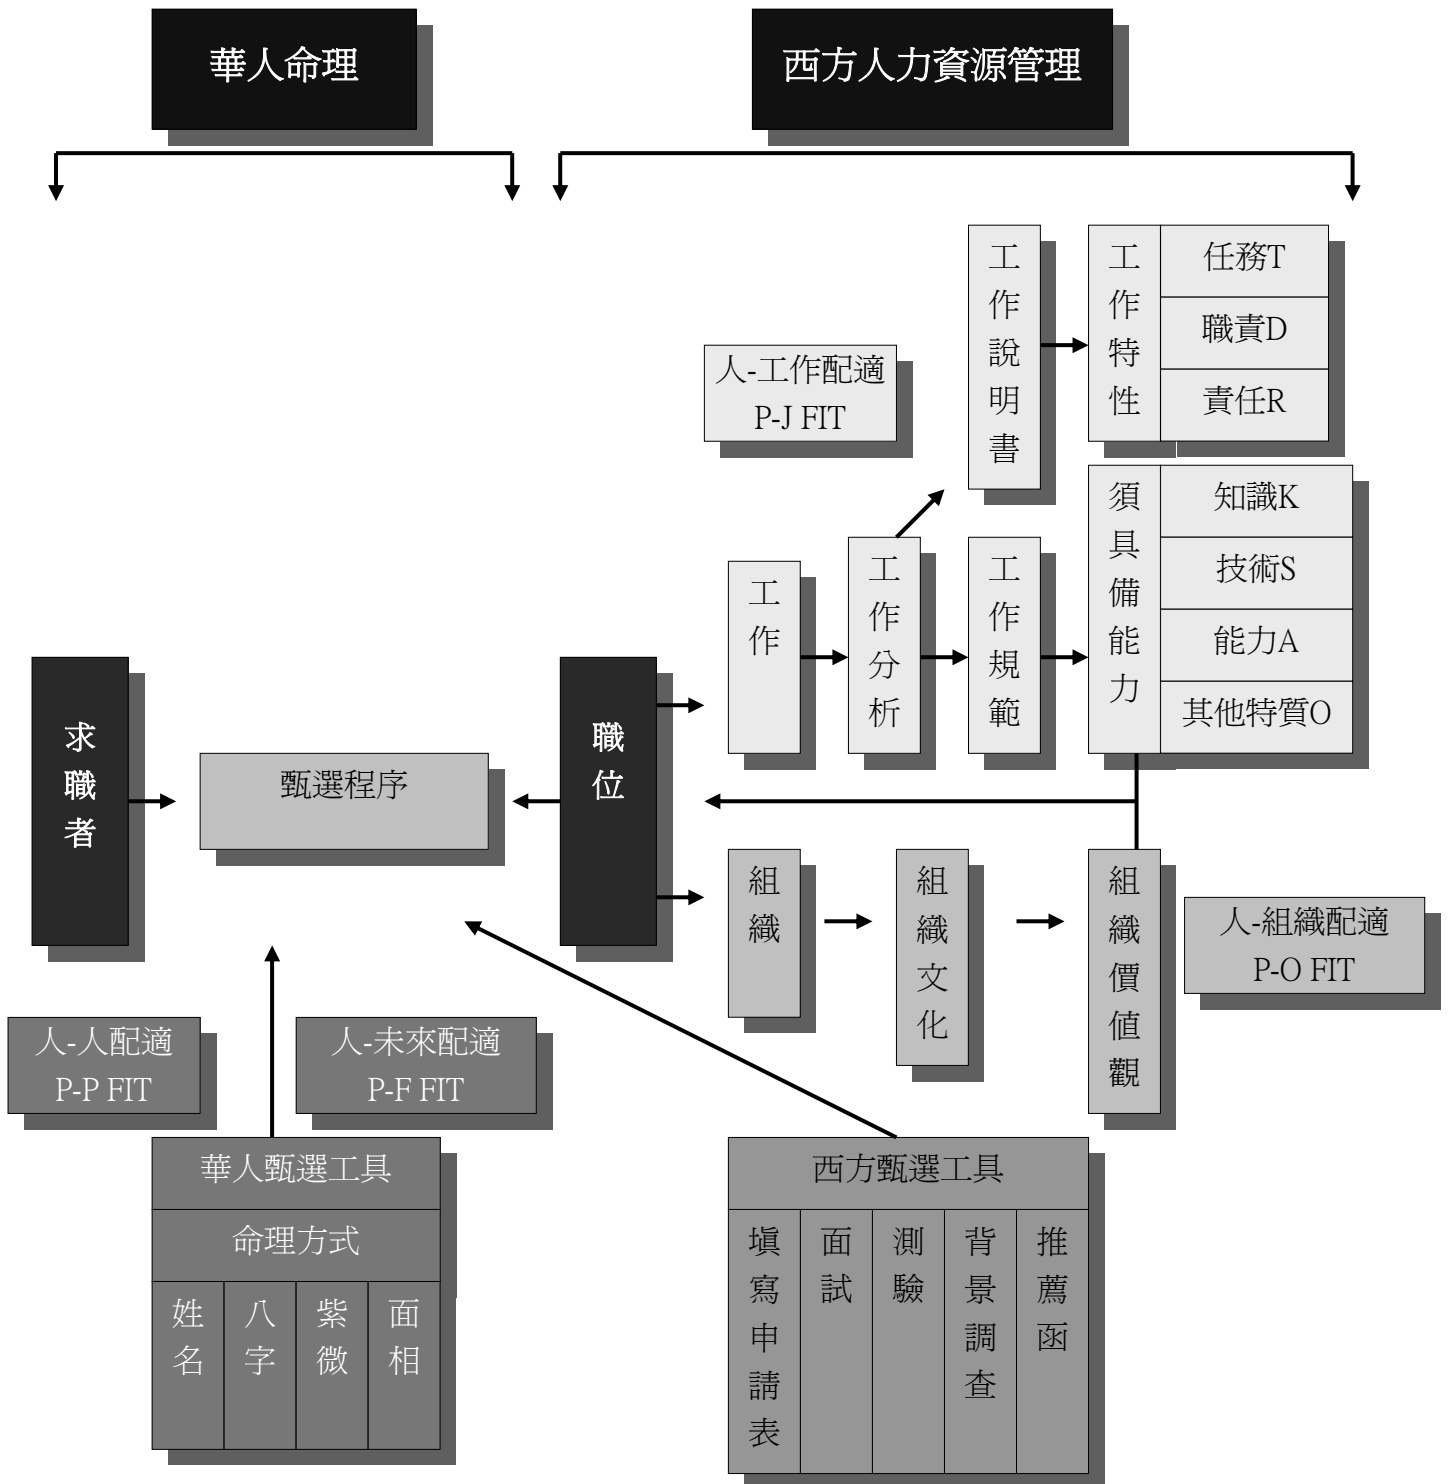 華人命理
西方人力資源管理
工作說明書
工作特性
任務T
職責D
責任R
人-工作配適
P-J FIT
須具備能力
知識K
技術S
能力A
其他特質O
工作
工作分析
工作規範
求職者
甄選程序
職位
組織
組織文化
組織價值觀
人-組織配適
P-O FIT
人-人配適
P-P FIT
人-未來配適
P-F FIT
華人甄選工具
命理方式
姓名
八字
紫微
面相
西方甄選工具
填寫申請表
面試
測驗
背景調查
推薦函